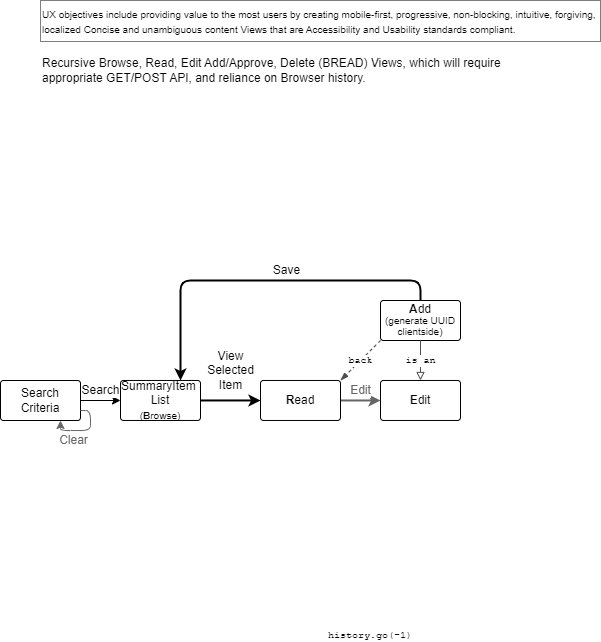 UX objectives include providing value to the most users by creating mobile-first, progressive, non-blocking, intuitive, forgiving,
localized Concise and unambiguous content Views that are Accessibility and Usability standards compliant.
Recursive Browse, Read, Edit Add/Approve, Delete (BREAD) Views, which will require
appropriate GET/POST API, and reliance on Browser history.
Save
Add
(generate UUID
clientside)
back
is an
View
Selected
Item
Search
Criteria
Search
SummaryItem
List
(Browse)
Read
Edit
Edit
Clear
history.go(-1)